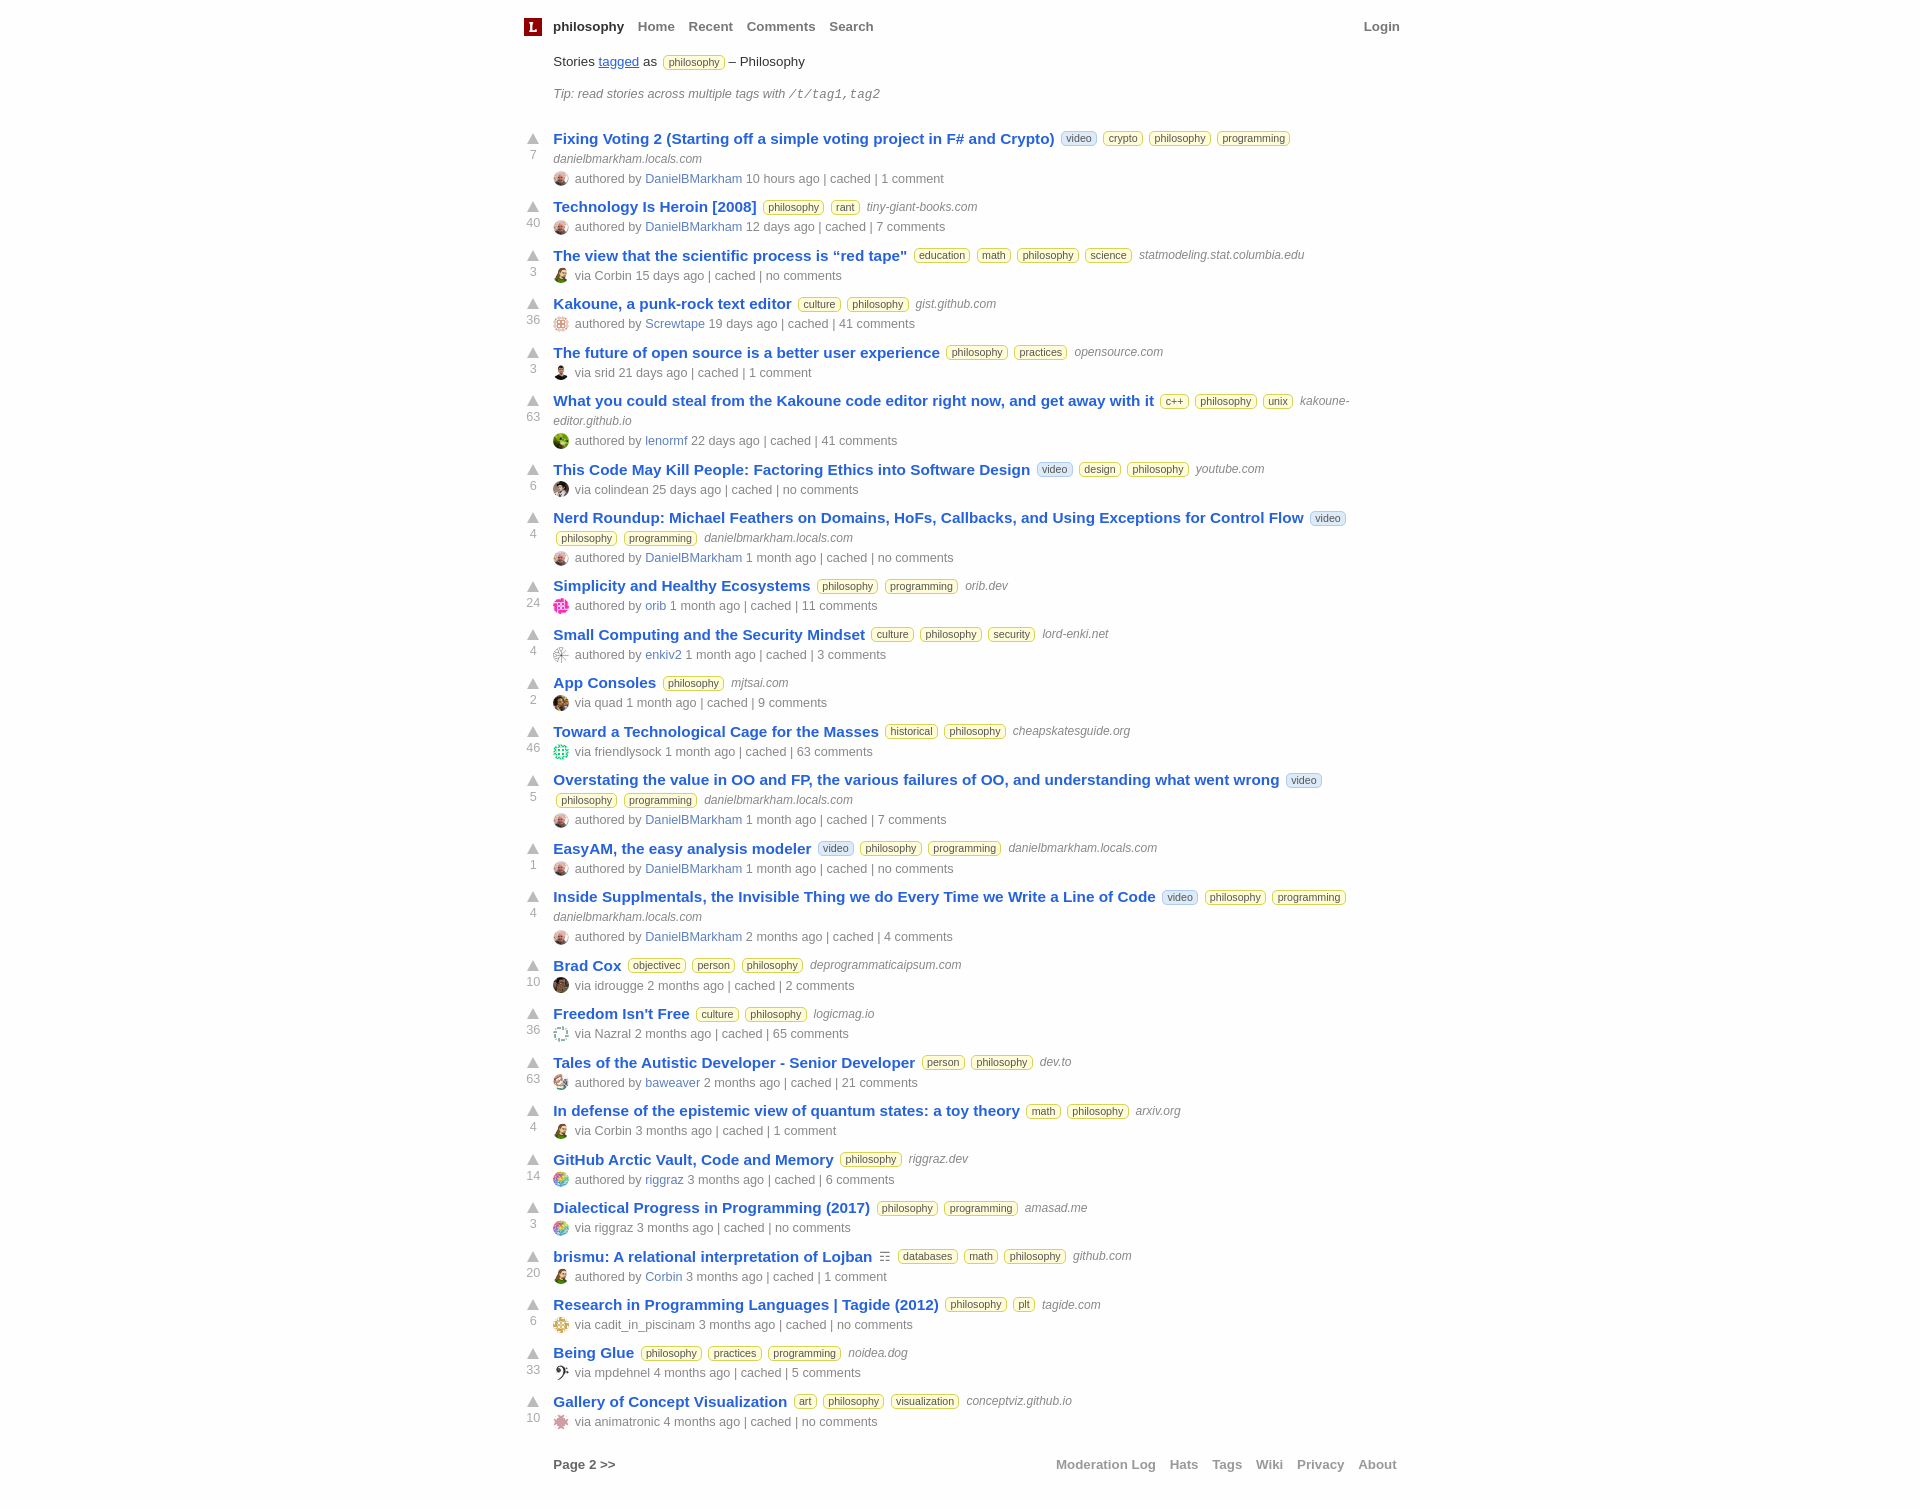 L philosophy Home Recent Comments Search Login
Stories tagged as philosophy – Philosophy
Tip: read stories across multiple tags with /t/tag1,tag2
Fixing Voting 2 (Starting off a simple voting project in F# and Crypto) video crypto philosophy programming
7 danielbmarkham.locals.com
authored by DanielBMarkham 10 hours ago | cached | 1 comment
Technology Is Heroin [2008] philosophy rant tiny-giant-books.com
40 authored by DanielBMarkham 12 days ago | cached | 7 comments
The view that the scientific process is “red tape" education math philosophy science statmodeling.stat.columbia.edu
3 via Corbin 15 days ago | cached | no comments
Kakoune, a punk-rock text editor culture philosophy gist.github.com
36 authored by Screwtape 19 days ago | cached | 41 comments
The future of open source is a better user experience philosophy practices opensource.com
3 via srid 21 days ago | cached | 1 comment
What you could steal from the Kakoune code editor right now, and get away with it c++ philosophy unix kakoune-
63 editor.github.io
authored by lenormf 22 days ago | cached | 41 comments
This Code May Kill People: Factoring Ethics into Software Design video design philosophy youtube.com
6 via colindean 25 days ago | cached | no comments
Nerd Roundup: Michael Feathers on Domains, HoFs, Callbacks, and Using Exceptions for Control Flow video
4 philosophy programming danielbmarkham.locals.com
authored by DanielBMarkham 1 month ago | cached | no comments
Simplicity and Healthy Ecosystems philosophy programming orib.dev
24 authored by orib 1 month ago | cached | 11 comments
Small Computing and the Security Mindset culture philosophy security lord-enki.net
4 authored by enkiv2 1 month ago | cached | 3 comments
App Consoles philosophy mjtsai.com
2 via quad 1 month ago | cached | 9 comments
Toward a Technological Cage for the Masses historical philosophy cheapskatesguide.org
46 via friendlysock 1 month ago | cached | 63 comments
Overstating the value in OO and FP, the various failures of OO, and understanding what went wrong video
5 philosophy programming danielbmarkham.locals.com
authored by DanielBMarkham 1 month ago | cached | 7 comments
EasyAM, the easy analysis modeler video philosophy programming danielbmarkham.locals.com
1 authored by DanielBMarkham 1 month ago | cached | no comments
Inside Supplmentals, the Invisible Thing we do Every Time we Write a Line of Code video philosophy programming
4 danielbmarkham.locals.com
authored by DanielBMarkham 2 months ago | cached | 4 comments
Brad Cox objectivec person philosophy deprogrammaticaipsum.com
10 via idrougge 2 months ago | cached | 2 comments
Freedom Isn't Free culture philosophy logicmag.io
36 via Nazral 2 months ago | cached | 65 comments
Tales of the Autistic Developer - Senior Developer person philosophy dev.to
63 authored by baweaver 2 months ago | cached | 21 comments
In defense of the epistemic view of quantum states: a toy theory math philosophy arxiv.org
4 via Corbin 3 months ago | cached | 1 comment
GitHub Arctic Vault, Code and Memory philosophy riggraz.dev
14 authored by riggraz 3 months ago | cached | 6 comments
Dialectical Progress in Programming (2017) philosophy programming amasad.me
3 via riggraz 3 months ago | cached | no comments
brismu: A relational interpretation of Lojban ☶ databases math philosophy github.com
20 authored by Corbin 3 months ago | cached | 1 comment
Research in Programming Languages | Tagide (2012) philosophy plt tagide.com
6 via cadit_in_piscinam 3 months ago | cached | no comments
Being Glue philosophy practices programming noidea.dog
33 via mpdehnel 4 months ago | cached | 5 comments
Gallery of Concept Visualization art philosophy visualization conceptviz.github.io
10 via animatronic 4 months ago | cached | no comments
Page 2 >> Moderation Log Hats Tags Wiki Privacy About